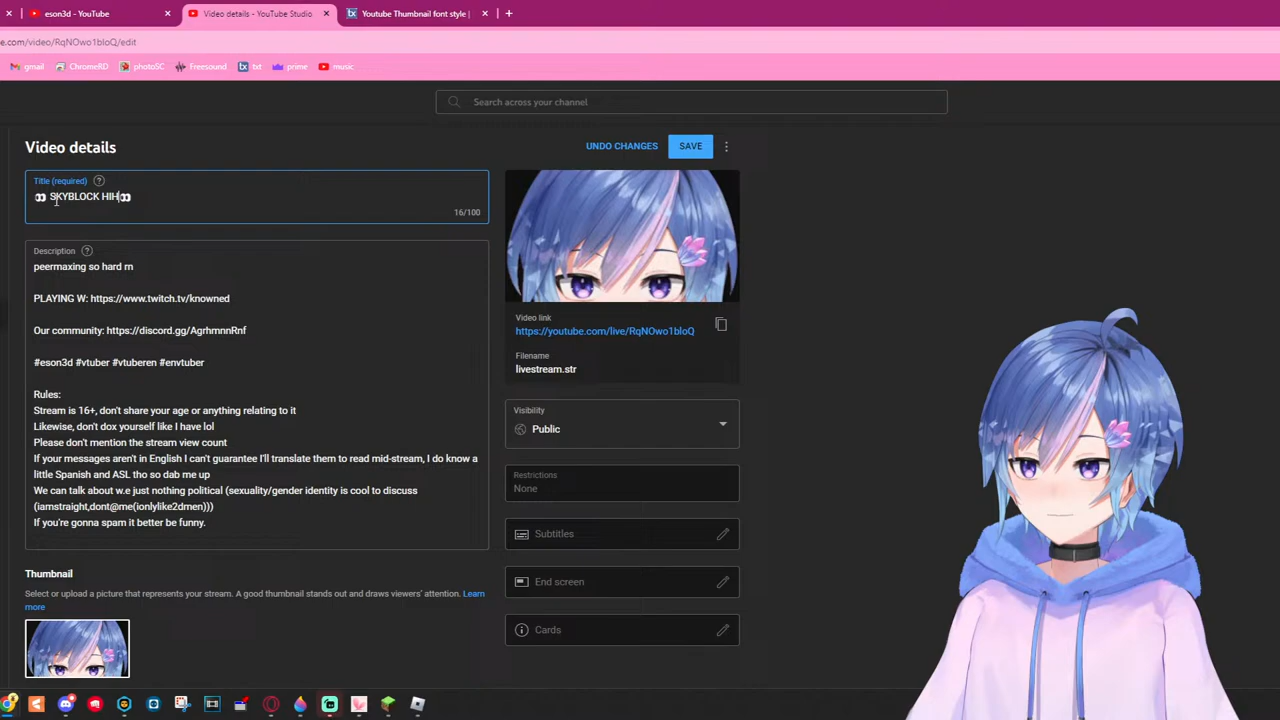 eson3d - YouTube
Video details - YouTube Studio
Youtube Thumbnail font style |
e.com/video/RqNOwo1bloQ/edit
gmail
ChromeRD
photoSC
Freesound
tx txt
prime
music
Search across your channel
Video details
UNDO CHANGES
SAVE
Title (required)
👀 SKYBLOCK HIH👀
16/100
Description
peermaxing so hard rn
PLAYING W: https://www.twitch.tv/knowned
Our community: https://discord.gg/AgrhmnnRnf
#eson3d #vtuber #vtuberen #envtuber
Rules:
Stream is 16+, don't share your age or anything relating to it
Likewise, don't dox yourself like I have lol
Please don't mention the stream view count
If your messages aren't in English I can't guarantee I'll translate them to read mid-stream, I do know a
little Spanish and ASL tho so dab me up
We can talk about w.e just nothing political (sexuality/gender identity is cool to discuss
(iamstraight,dont@me(ionlylike2dmen)))
If you're gonna spam it better be funny.
Video link
https://youtube.com/live/RqNOwo1bloQ
Filename
livestream.str
Visibility
Public
Restrictions
None
Subtitles
End screen
Cards
Thumbnail
Select or upload a picture that represents your stream. A good thumbnail stands out and draws viewers' attention. Learn
more